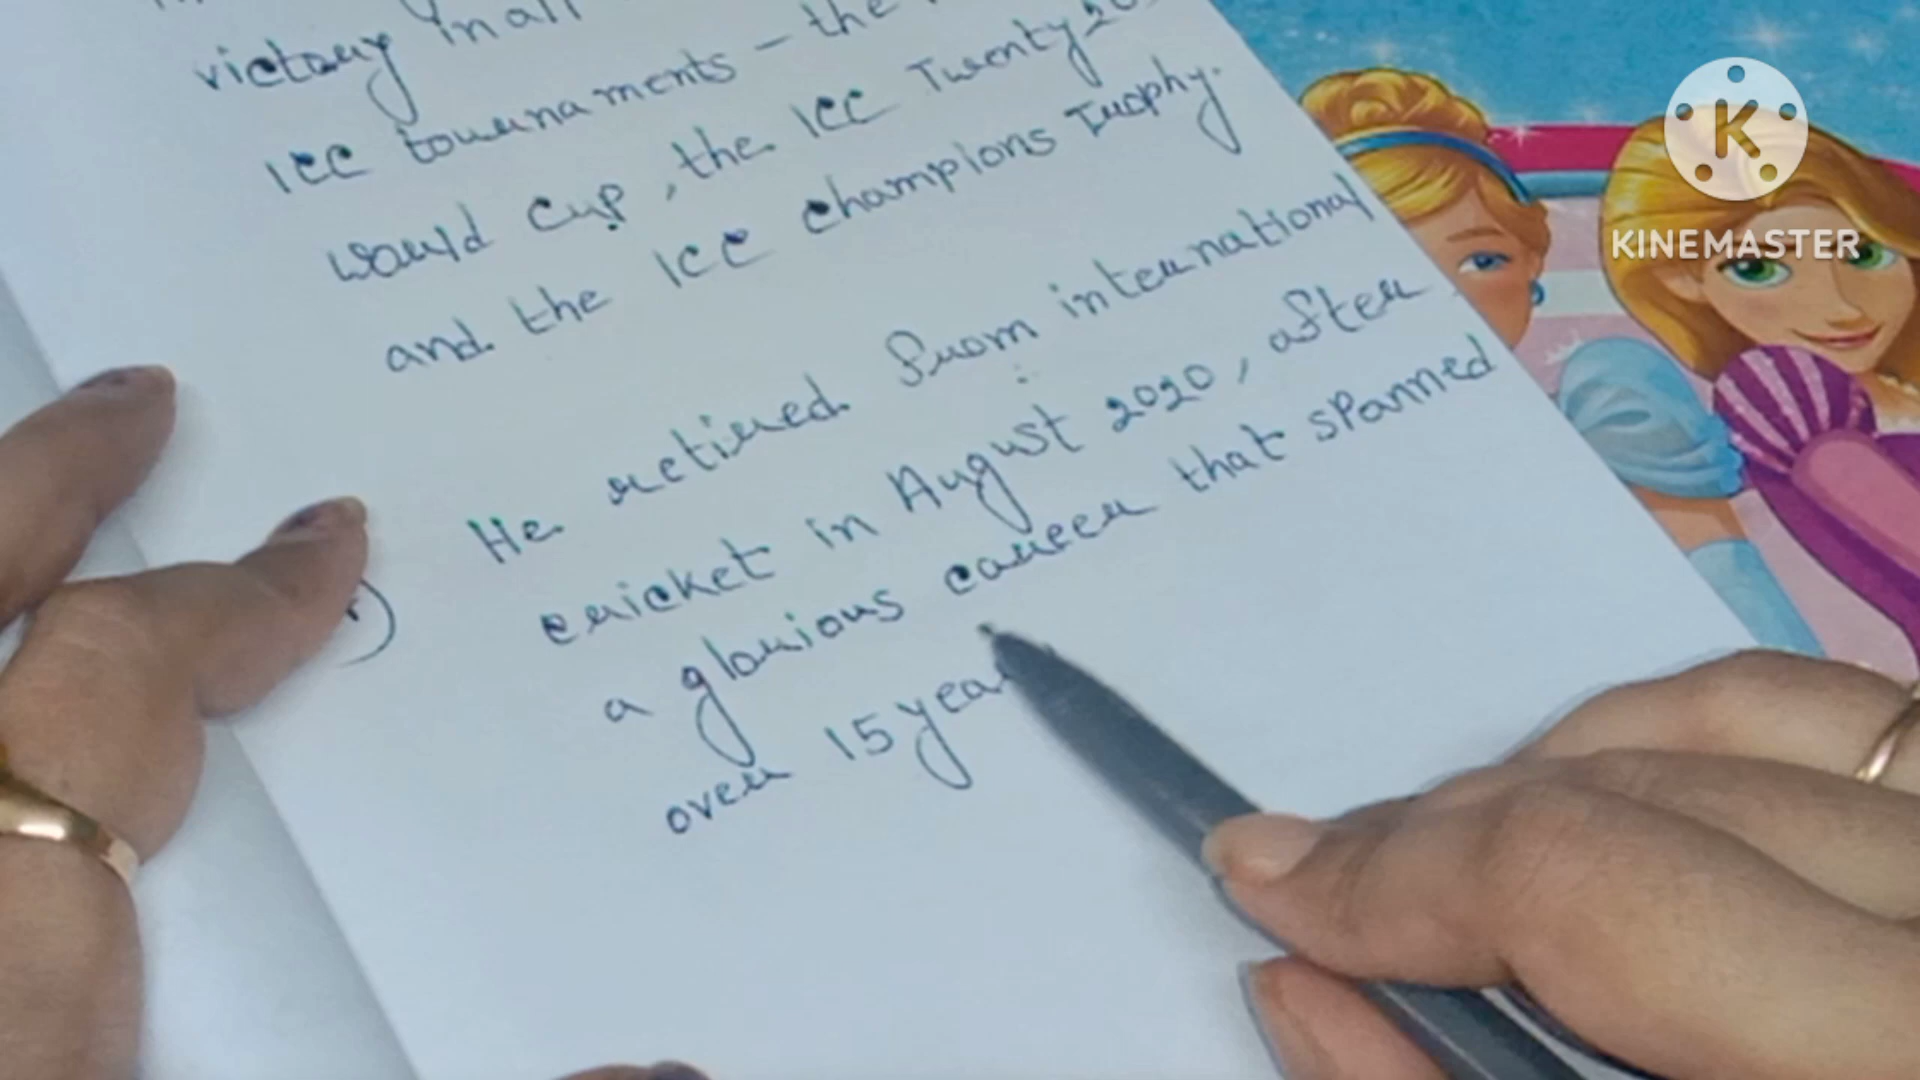 victory in all
ICC tournaments - the
World Cup, the ICC Twenty20
and the ICC Champions Trophy.
He retired from international
cricket in August 2020, after
a glorious career that spanned
over 15 year
KINEMASTER